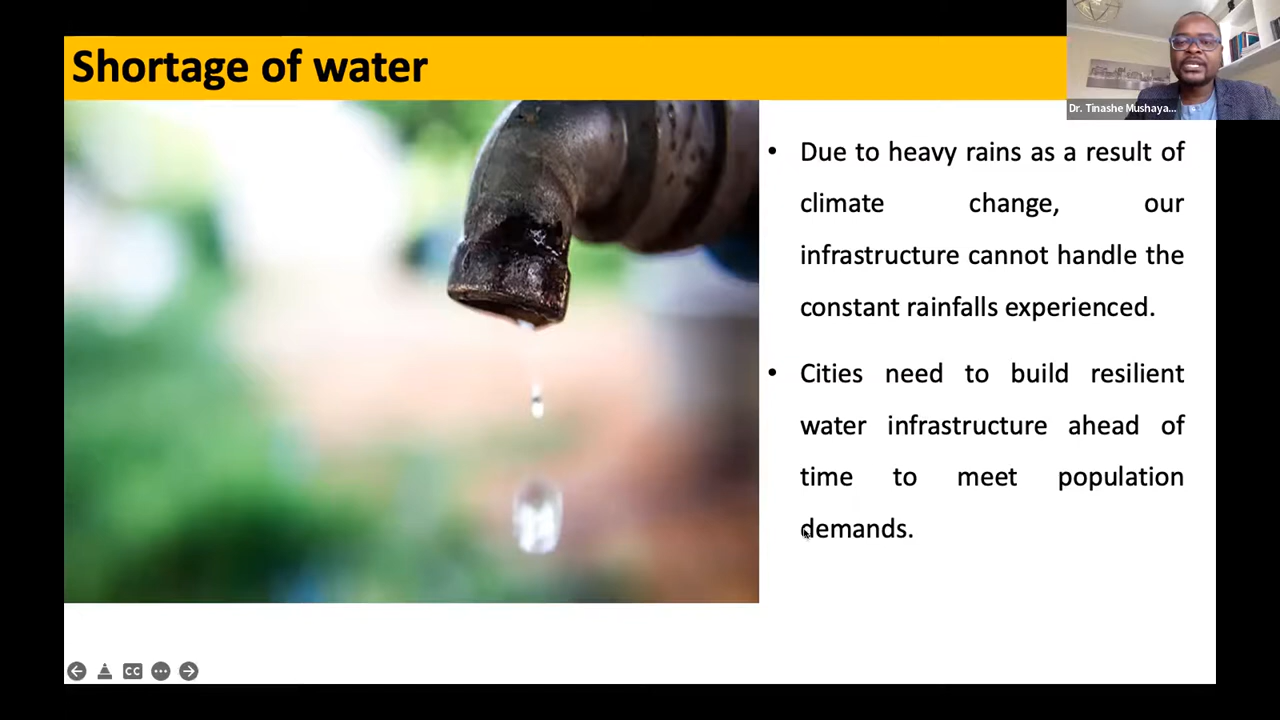 Shortage of water
Dr. Tinashe Mushaya...
• Due to heavy rains as a result of
climate change, our
infrastructure cannot handle the
constant rainfalls experienced.
• Cities need to build resilient
water infrastructure ahead of
time to meet population
demands.
CC